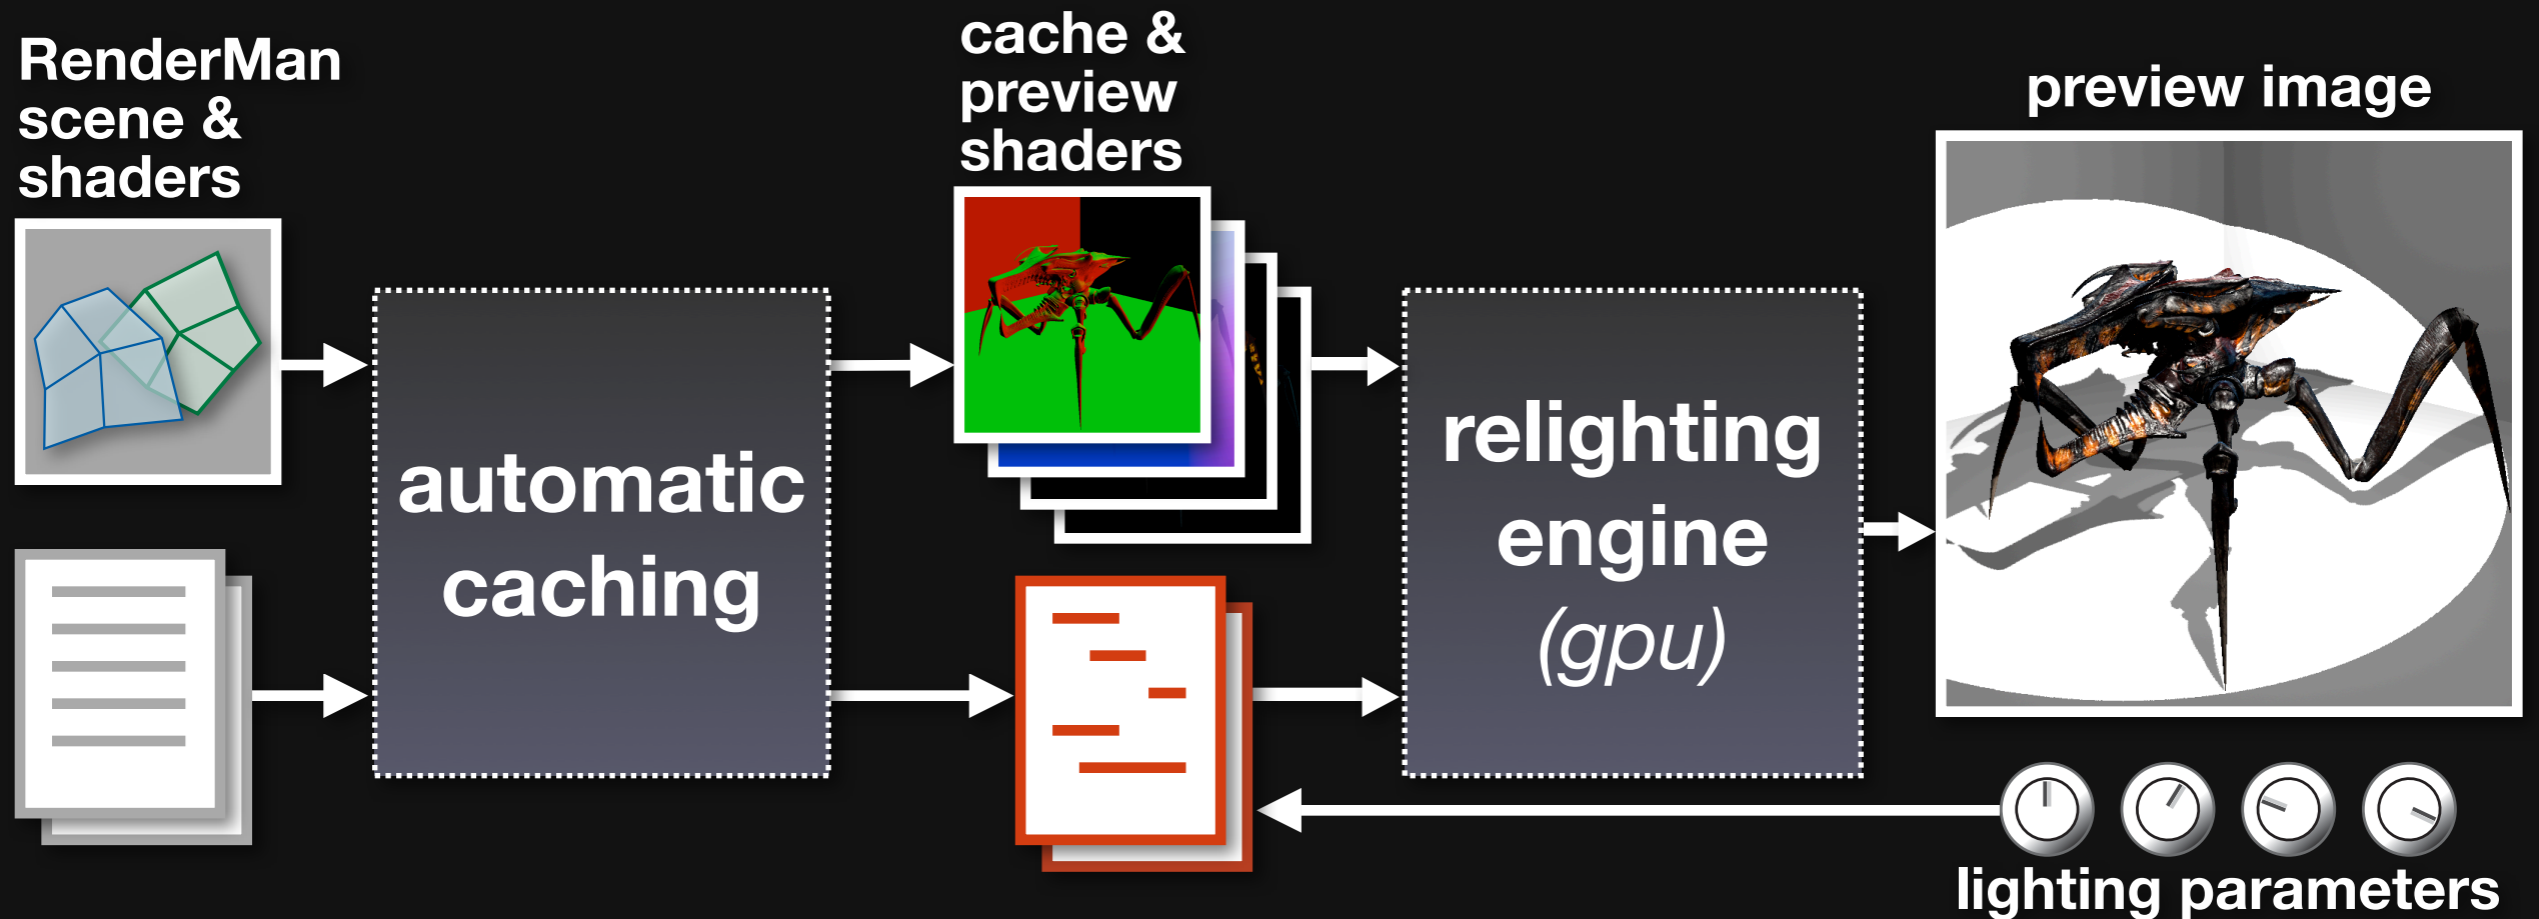 RenderMan
scene &
shaders
automatic
caching
cache &
preview
shaders
relighting
engine
(gpu)
preview image
lighting parameters